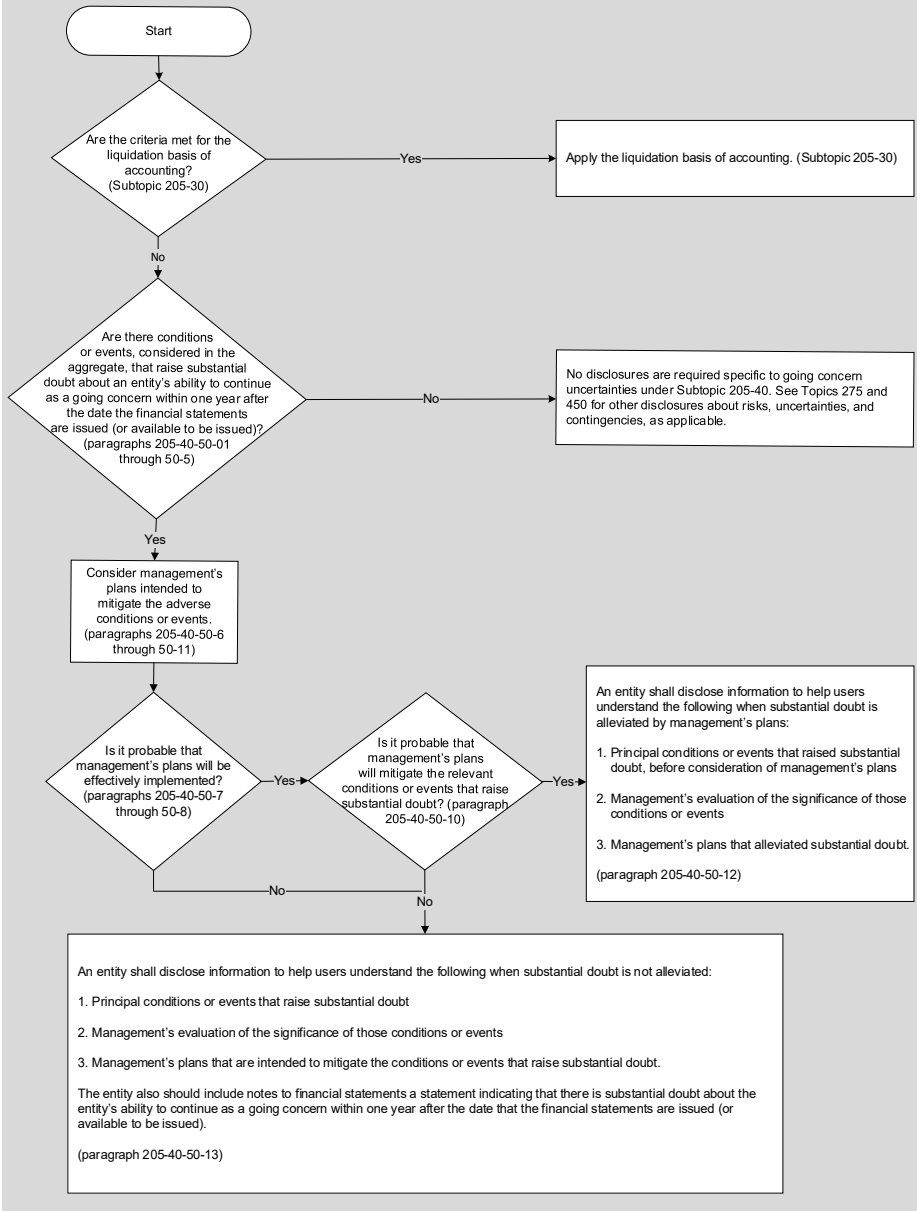 Start
Are the criteria met for the
liquidation basis of
accounting?
(Subtopic 205-30)
Yes
Apply the liquidation basis of accounting. (Subtopic 205-30)
No
Are there conditions
or events, considered in the
aggregate, that raise substantial
doubt about an entity's ability to continue
as a going concern within one year after
the date the financial statements
are issued (or available to be issued)?
(paragraphs 205-40-50-01
through 50-5)
No
No disclosures are required specific to going concern
uncertainties under Subtopic 205-40. See Topics 275 and
450 for other disclosures about risks, uncertainties, and
contingencies, as applicable.
Yes
Consider management's
plans intended to
mitigate the adverse
conditions or events.
(paragraphs 205-40-50-6
through 50-11)
Is it probable that
management's plans will be
effectively implemented?
(paragraphs 205-40-50-7
through 50-8)
Yes
Is it probable that
management's plans
will mitigate the relevant
conditions or events that raise
substantial doubt? (paragraph
205-40-50-10)
Yes
An entity shall disclose information to help users
understand the following when substantial doubt is
alleviated by management's plans:
1. Principal conditions or events that raised substantial
doubt, before consideration of management's plans
2. Management's evaluation of the significance of those
conditions or events
3. Management's plans that alleviated substantial doubt.
(paragraph 205-40-50-12)
No
No
An entity shall disclose information to help users understand the following when substantial doubt is not alleviated:
1. Principal conditions or events that raise substantial doubt
2. Management's evaluation of the significance of those conditions or events
3. Management's plans that are intended to mitigate the conditions or events that raise substantial doubt.
The entity also should include notes to financial statements a statement indicating that there is substantial doubt about the
entity's ability to continue as a going concern within one year after the date that the financial statements are issued (or
available to be issued).
(paragraph 205-40-50-13)